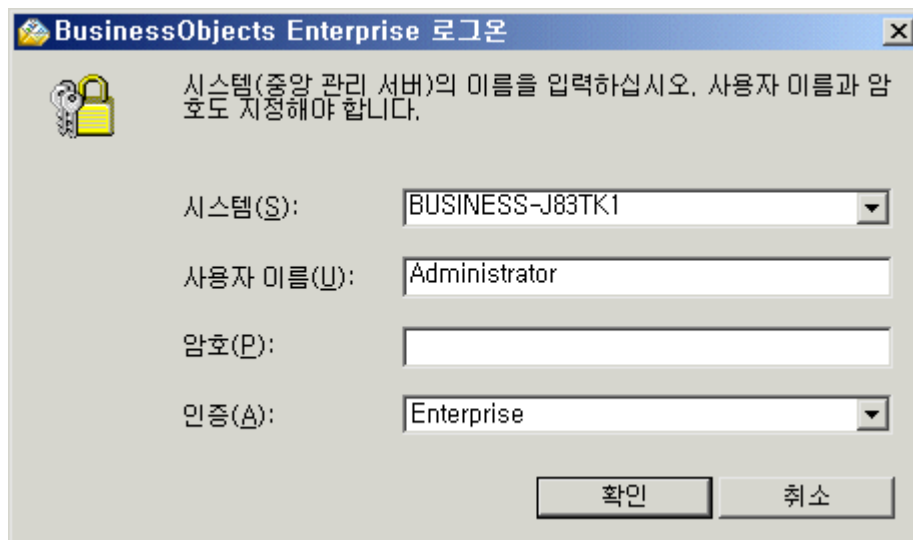 BusinessObjects Enterprise 로그온
시스템(중앙 관리 서버)의 이름을 입력하십시오. 사용자 이름과 암
호도 지정해야 합니다.
시스템(S): BUSINESS-J83TK1
사용자 이름(U): Administrator
암호(P):
인증(A): Enterprise
확인 취소